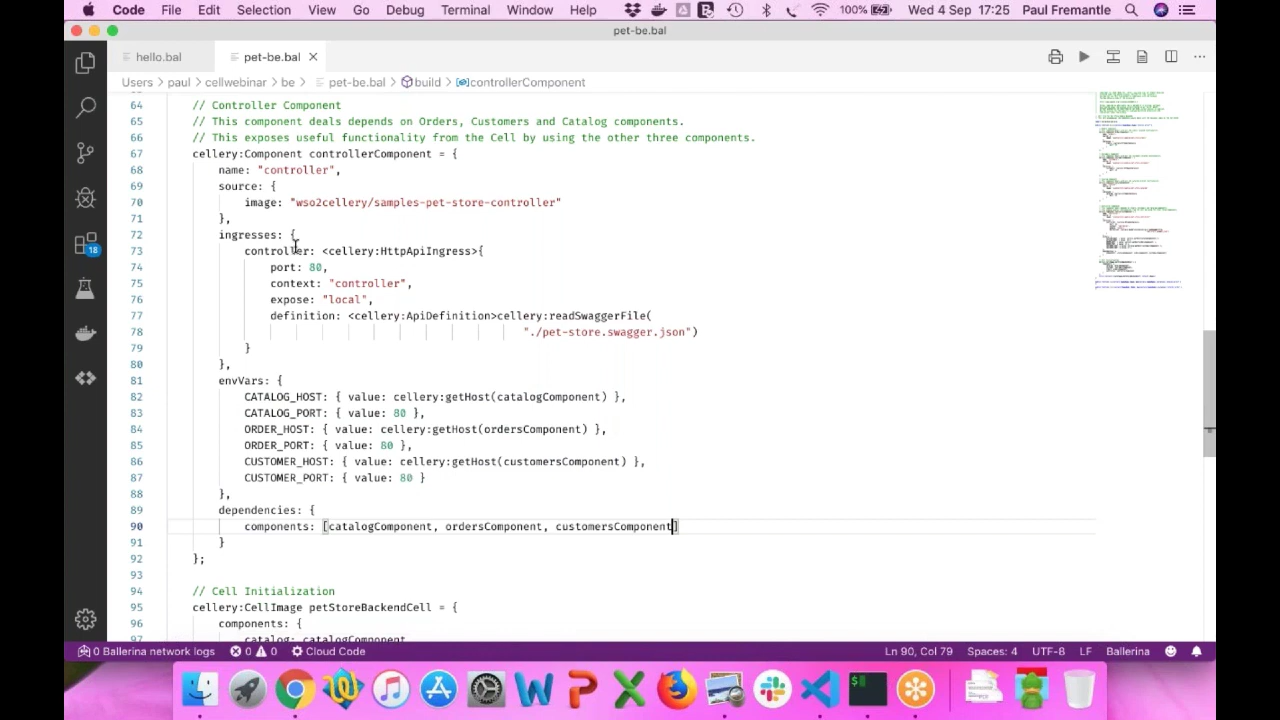 Code File Edit Selection View Go Debug Terminal Window Help 100% Wed 4 Sep 17:25 Paul Fremantle
pet-be.bal
hello.bal pet-be.bal
Users > paul > cellwebinar > be > pet-be.bal > build > controllerComponent
64 // Controller Component
65 // This component deals depends on Orders, Customers and Catalog components.
66 // This exposes useful functionality from the Cell by using the other three components.
67 cellery:Component controllerComponent = {
68 name: "controller",
69 source: {
70 image: "wso2cellery/samples-pet-store-controller"
71 },
72 ingresses: {
73 ler: <cellery:HttpApiIngress>{
74 port: 80,
75 "controller",
76 expose: "local",
77 definition: <cellery:ApiDefinition>cellery:readSwaggerFile(
78 "./pet-store.swagger.json")
79 }
80 },
81 envVars: {
82 CATALOG_HOST: { value: cellery:getHost(catalogComponent) },
83 CATALOG_PORT: { value: 80 },
84 ORDER_HOST: { value: cellery:getHost(ordersComponent) },
85 ORDER_PORT: { value: 80 },
86 CUSTOMER_HOST: { value: cellery:getHost(customersComponent) },
87 CUSTOMER_PORT: { value: 80 }
88 },
89 dependencies: {
90 components: [catalogComponent, ordersComponent, customersComponent]
91 }
92 };
93
94 // Cell Initialization
95 cellery:CellImage petStoreBackendCell = {
96 components: {
97 catalog: catalogComponent
18
0 Ballerina network logs 0 0 Cloud Code Ln 90, Col 79 Spaces: 4 UTF-8 LF Ballerina